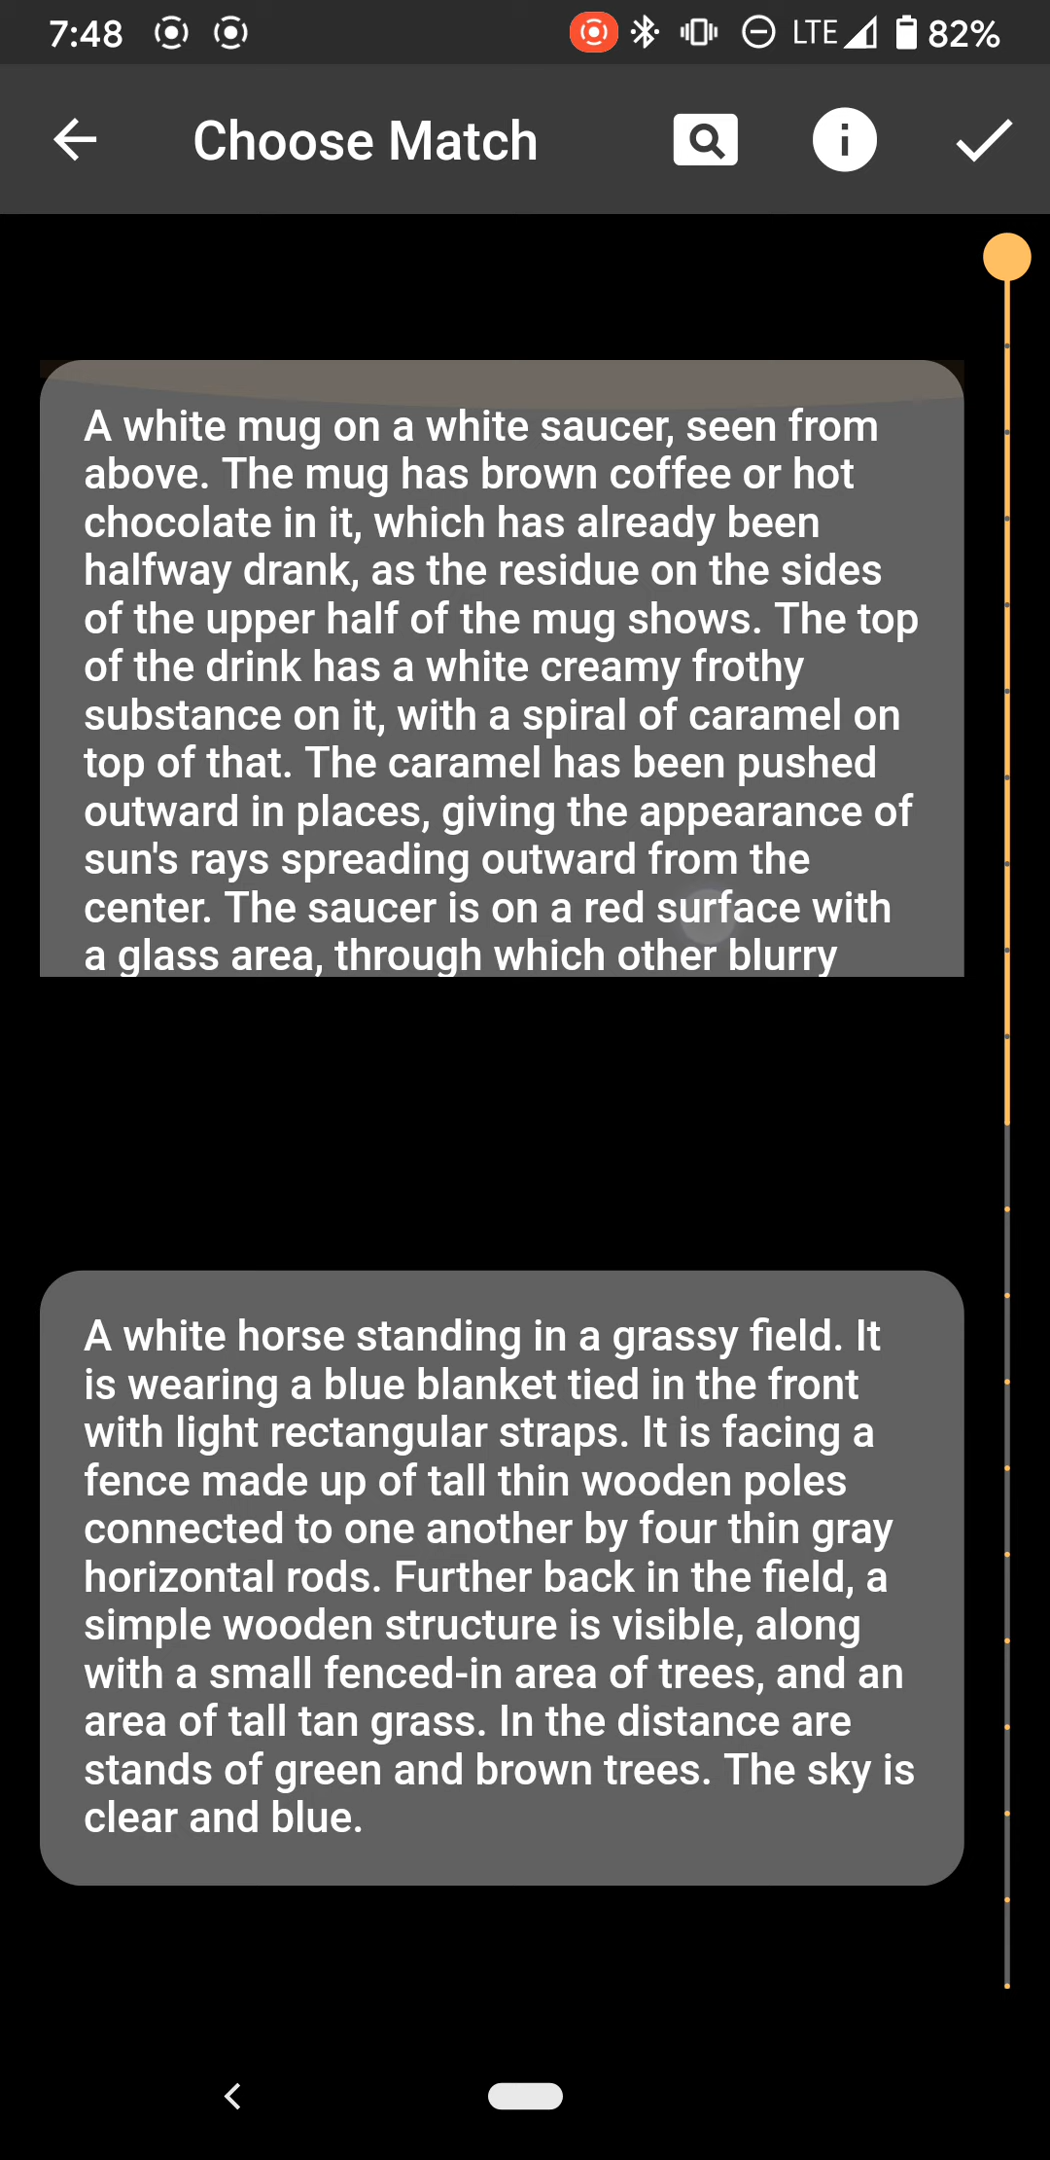 7:48
LTE
82%
Choose Match
A white mug on a white saucer, seen from
above. The mug has brown coffee or hot
chocolate in it, which has already been
halfway drank, as the residue on the sides
of the upper half of the mug shows. The top
of the drink has a white creamy frothy
substance on it, with a spiral of caramel on
top of that. The caramel has been pushed
outward in places, giving the appearance of
sun's rays spreading outward from the
center. The saucer is on a red surface with
a glass area, through which other blurry
A white horse standing in a grassy field. It
is wearing a blue blanket tied in the front
with light rectangular straps. It is facing a
fence made up of tall thin wooden poles
connected to one another by four thin gray
horizontal rods. Further back in the field, a
simple wooden structure is visible, along
with a small fenced-in area of trees, and an
area of tall tan grass. In the distance are
stands of green and brown trees. The sky is
clear and blue.